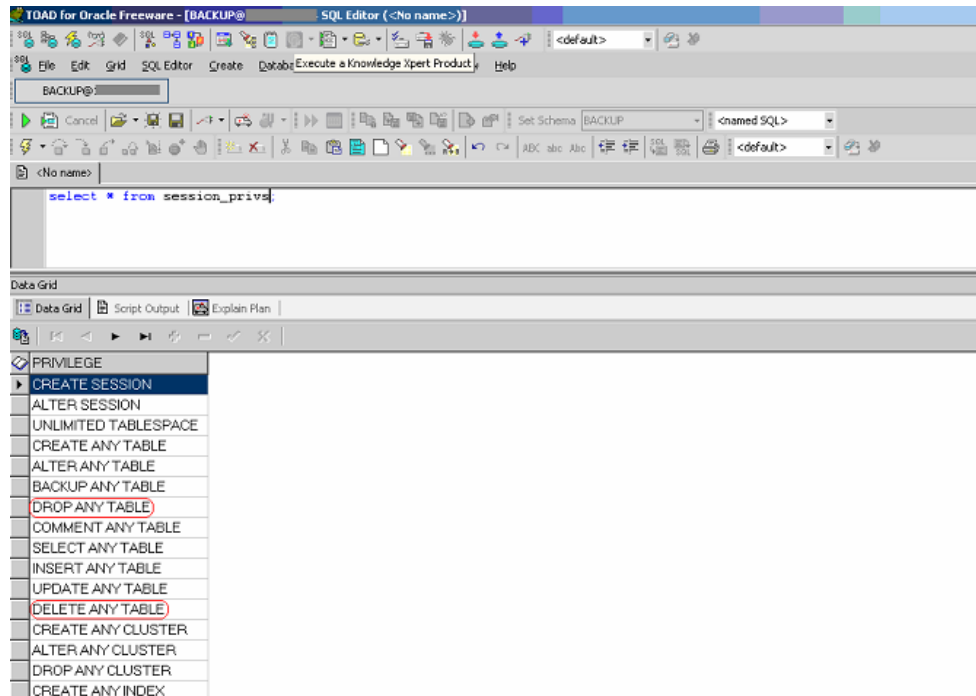 TOAD for Oracle Freeware - [BACKUP@ SQL Editor (<No name>)]
<default>
File Edit Grid SQL Editor Create Databa Execute a Knowledge Xpert Product Help
BACKUP@
Cancel Set Schema BACKUP <named SQL>
ABC abc Abc <default>
<No name>
select * from session_privs;
Data Grid
Data Grid Script Output Explain Plan
PRIVILEGE
CREATE SESSION
ALTER SESSION
UNLIMITED TABLESPACE
CREATE ANY TABLE
ALTER ANY TABLE
BACKUP ANY TABLE
DROP ANY TABLE
COMMENT ANY TABLE
SELECT ANY TABLE
INSERT ANY TABLE
UPDATE ANY TABLE
DELETE ANY TABLE
CREATE ANY CLUSTER
ALTER ANY CLUSTER
DROP ANY CLUSTER
CREATE ANY INDEX